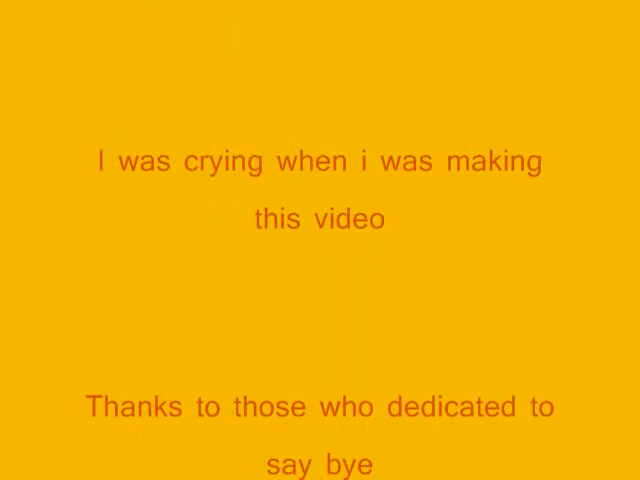 I was crying when i was making
this video
Thanks to those who dedicated to
say bye